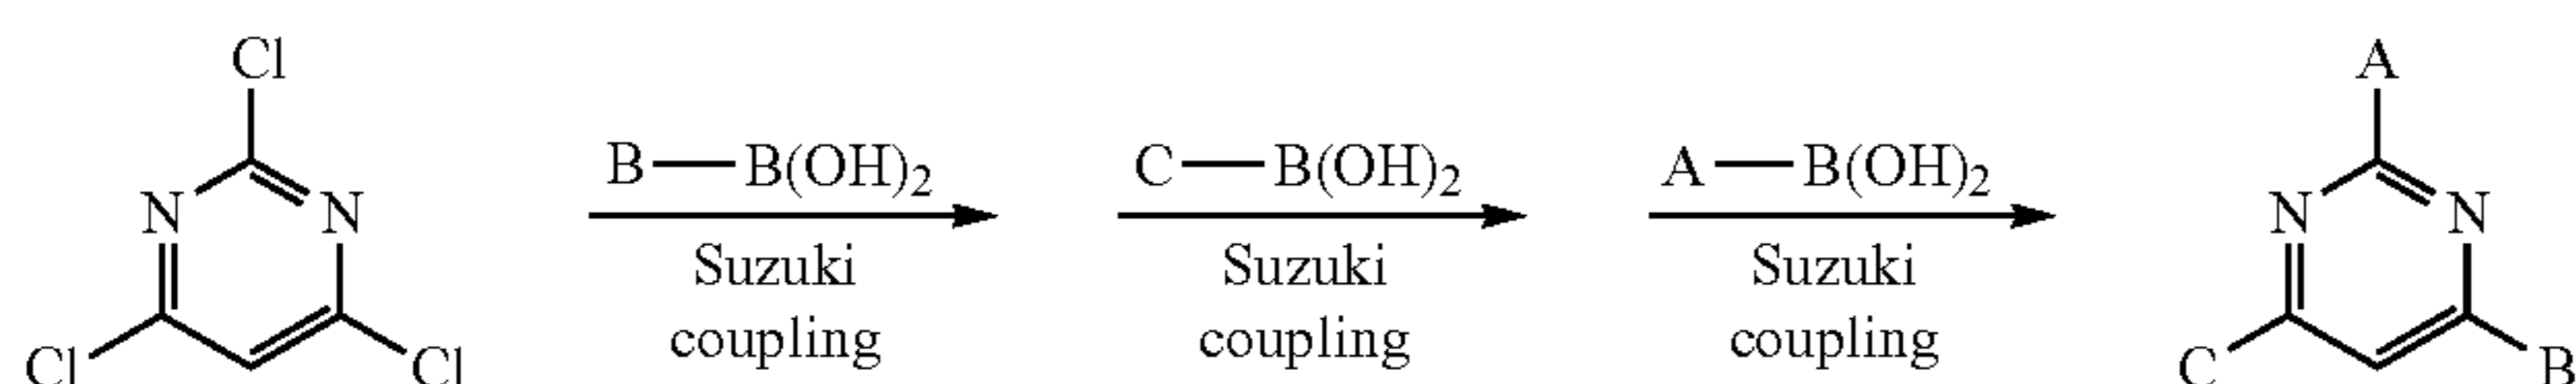 Cl
N
N
Cl
Cl
B—B(OH)₂
Suzuki
coupling
C—B(OH)₂
Suzuki
coupling
A—B(OH)₂
Suzuki
coupling
A
N
N
C
B